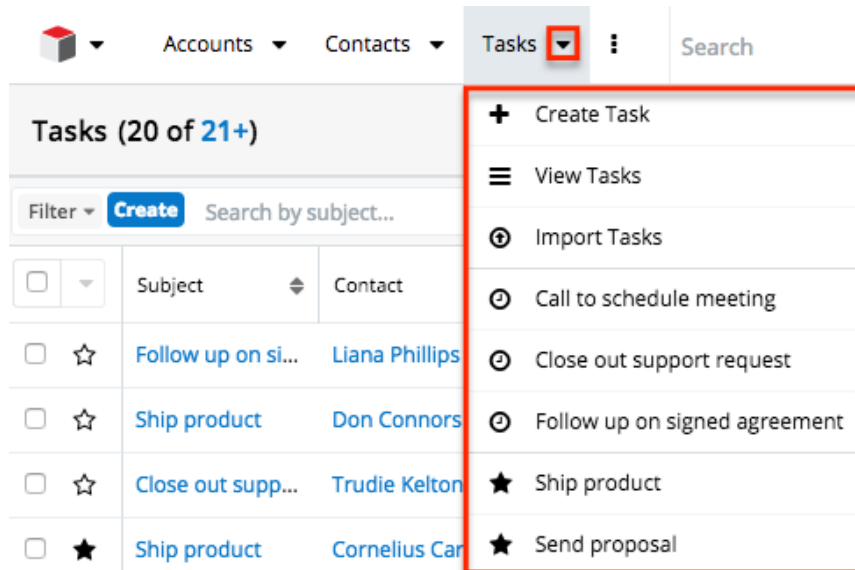 Accounts Contacts Tasks Search
Tasks (20 of 21+)
Filter Create Search by subject...
Subject Contact
Follow up on si... Liana Phillips
Ship product Don Connors
Close out supp... Trudie Kelton
Ship product Cornelius Car
Create Task
View Tasks
Import Tasks
Call to schedule meeting
Close out support request
Follow up on signed agreement
Ship product
Send proposal